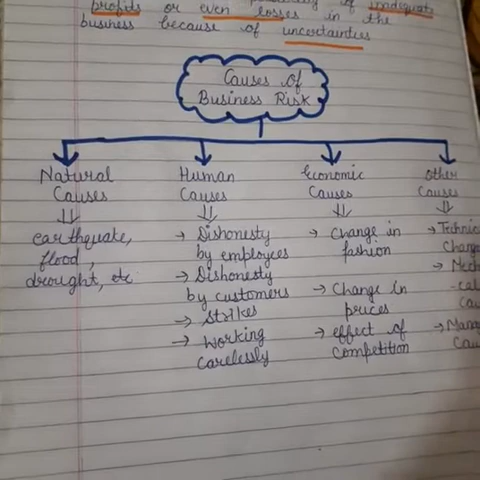 of inadequate
profits or even losses in the
business because of uncertainties
Causes of
Business Risk
Natural
Causes
earthquake,
flood,
drought, etc
Human
Causes
→ Dishonesty
by employees
→ Dishonesty
by customers
→ Strikes
→ Working
carelessly
Economic
Causes
→ Change in
fashion
→ Change in
prices
→ effect of
competition
Other
Causes